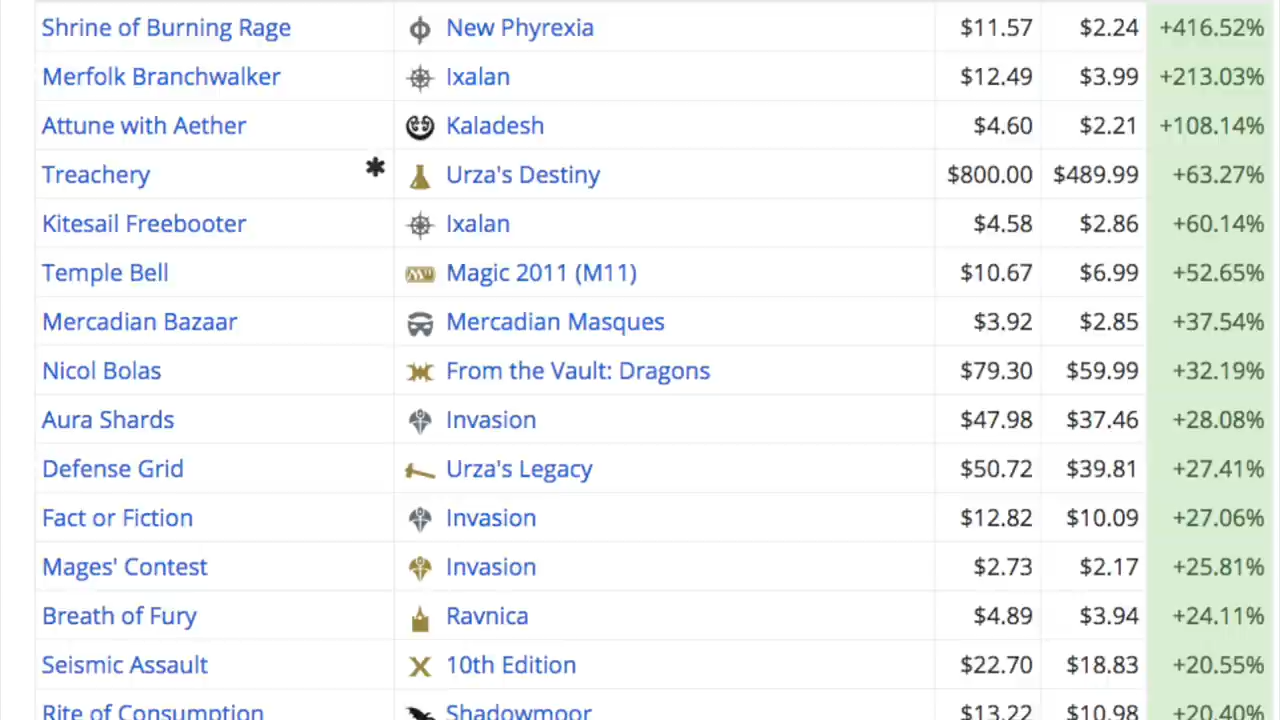 Shrine of Burning Rage New Phyrexia $11.57 $2.24 +416.52%
Merfolk Branchwalker Ixalan $12.49 $3.99 +213.03%
Attune with Aether Kaladesh $4.60 $2.21 +108.14%
Treachery * Urza's Destiny $800.00 $489.99 +63.27%
Kitesail Freebooter Ixalan $4.58 $2.86 +60.14%
Temple Bell Magic 2011 (M11) $10.67 $6.99 +52.65%
Mercadian Bazaar Mercadian Masques $3.92 $2.85 +37.54%
Nicol Bolas From the Vault: Dragons $79.30 $59.99 +32.19%
Aura Shards Invasion $47.98 $37.46 +28.08%
Defense Grid Urza's Legacy $50.72 $39.81 +27.41%
Fact or Fiction Invasion $12.82 $10.09 +27.06%
Mages' Contest Invasion $2.73 $2.17 +25.81%
Breath of Fury Ravnica $4.89 $3.94 +24.11%
Seismic Assault 10th Edition $22.70 $18.83 +20.55%
Rite of Consumption Shadowmoor $13.22 $10.98 +20.40%